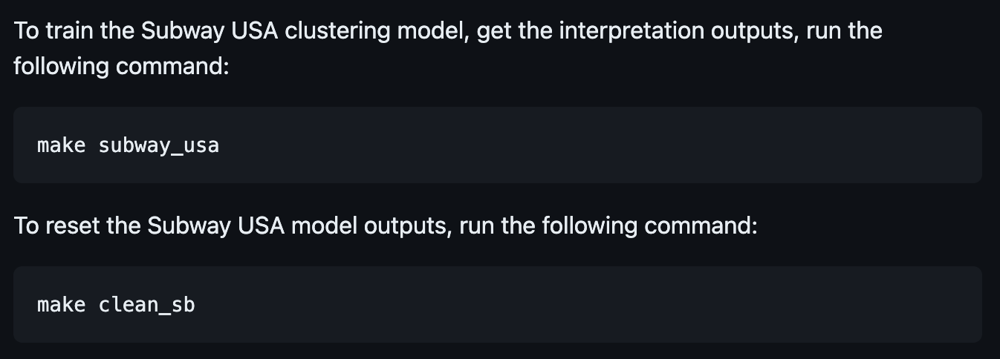 To train the Subway USA clustering model, get the interpretation outputs, run the
following command:
make subway_usa
To reset the Subway USA model outputs, run the following command:
make clean_sb